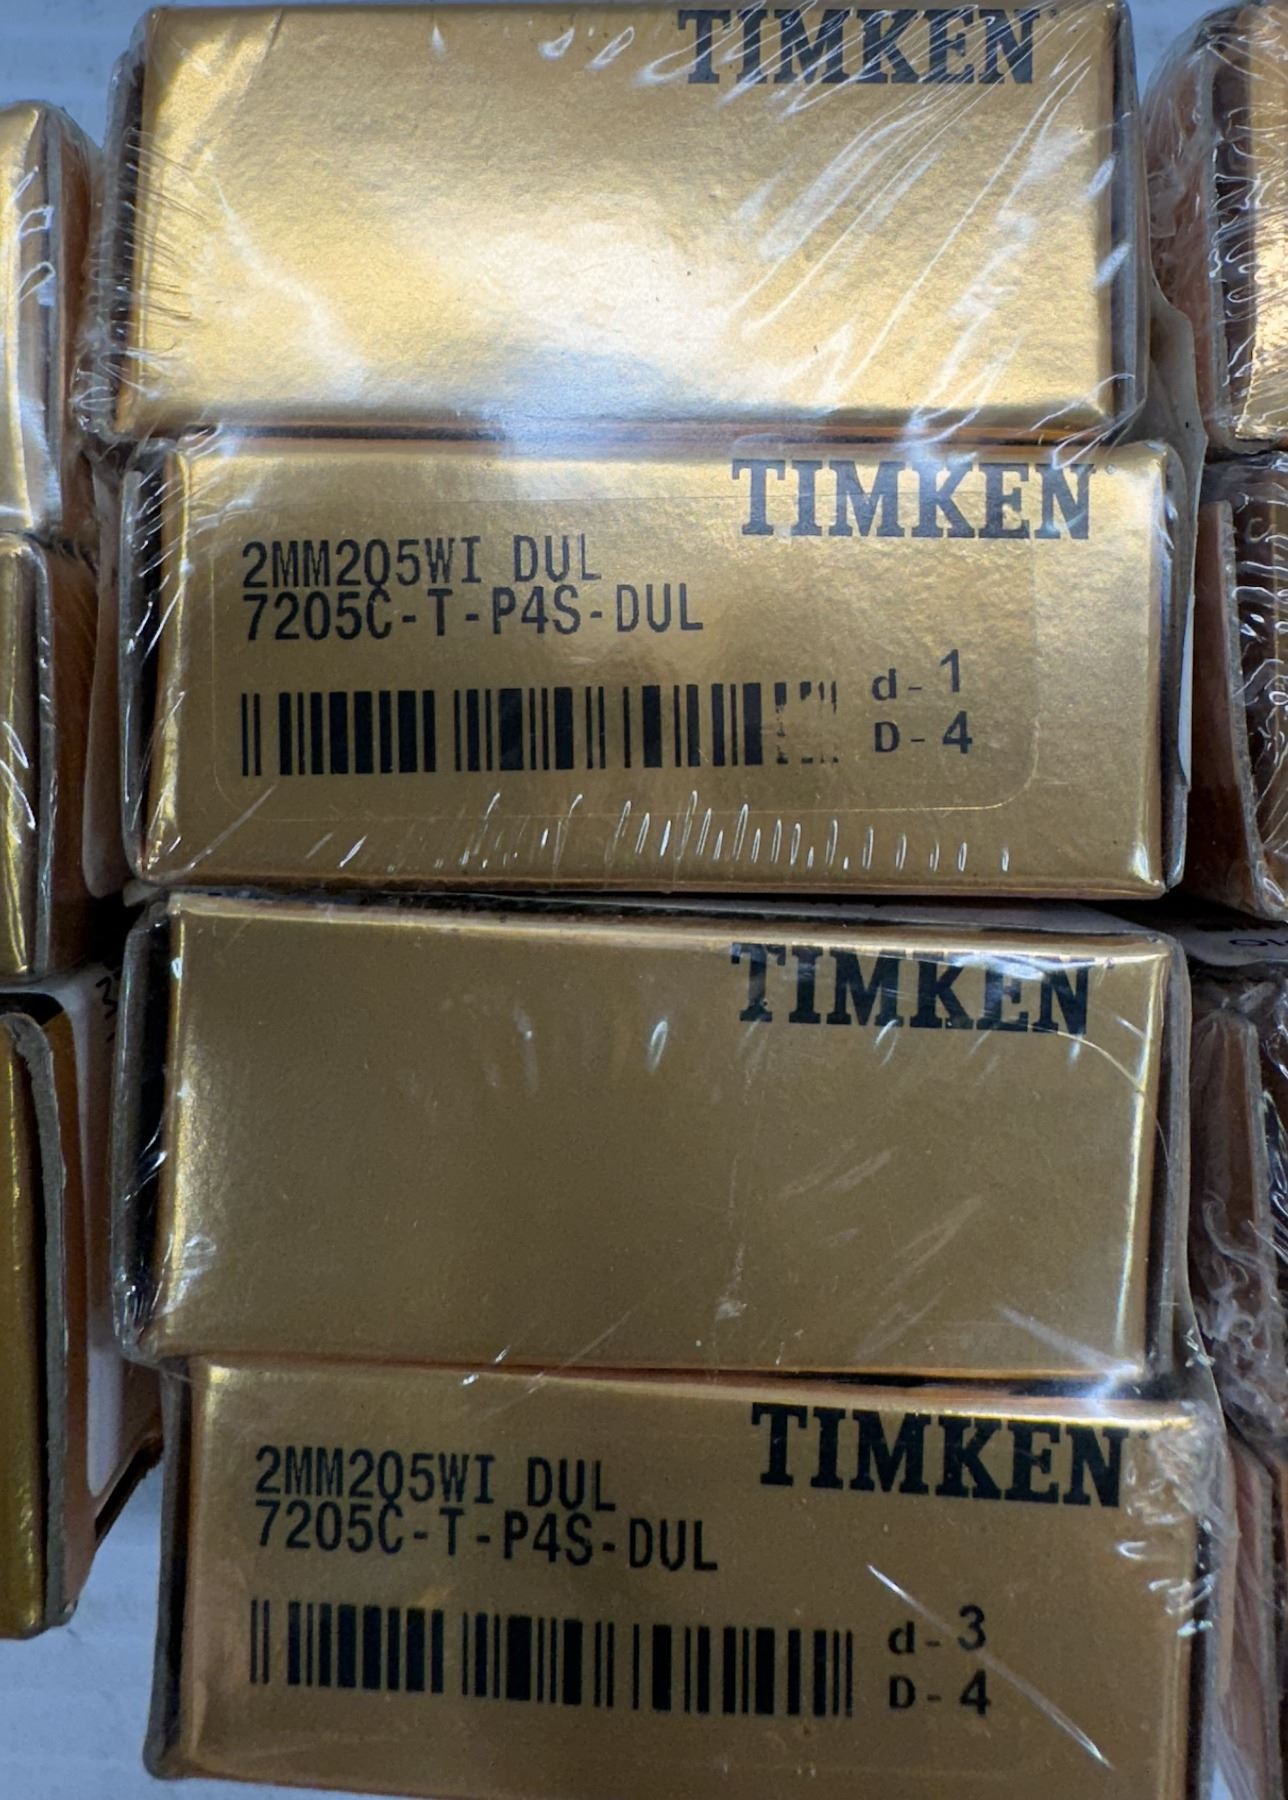 TIMKEN
TIMKEN
2MM205WI DUL
7205C-T-P4S-DUL
d-1
D-4
TIMKEN
TIMKEN
2MM205WI DUL
7205C-T-P4S-DUL
d-3
D-4